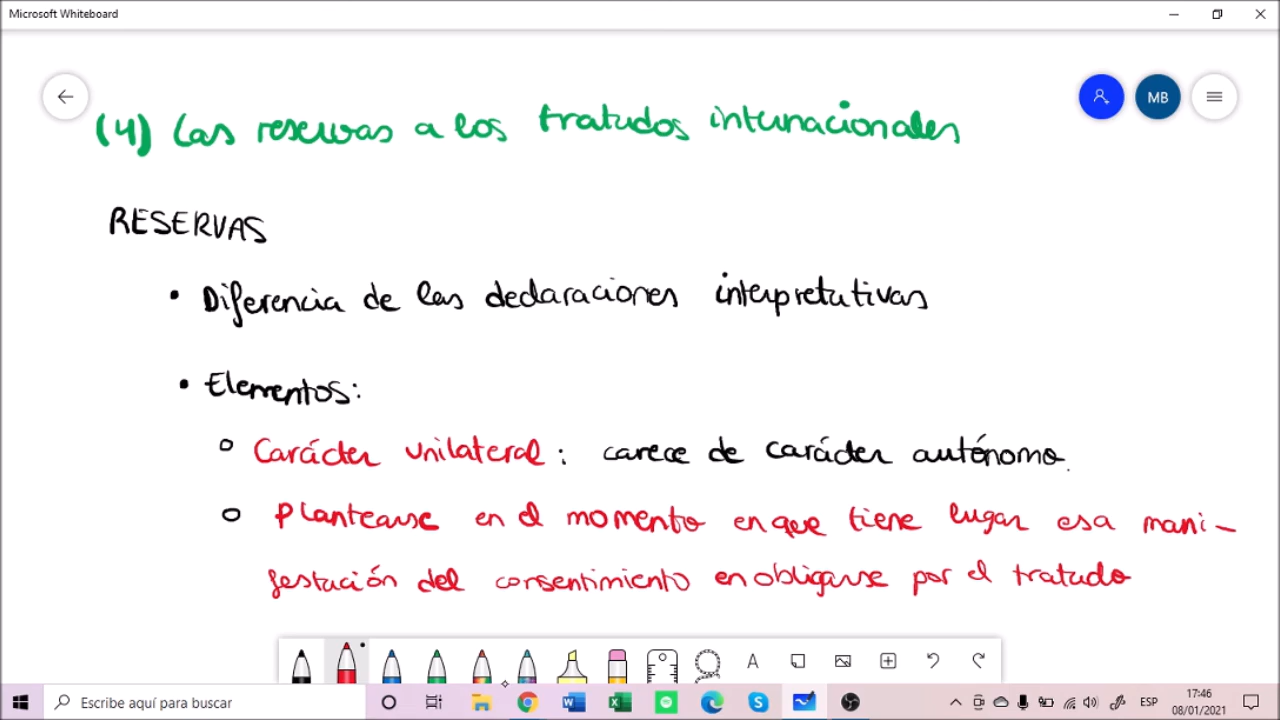 Microsoft Whiteboard
MB
(4) Las reservas a los tratados internacionales
RESERVAS
• Diferencia de las declaraciones interpretativas
• Elementos:
o Carácter unilateral: carece de carácter autónomo.
o Plantearse en el momento en que tiene lugar esa mani-
festación del consentimiento en obligarse por el tratado
A
Escribe aquí para buscar
ESP
17:46
08/01/2021